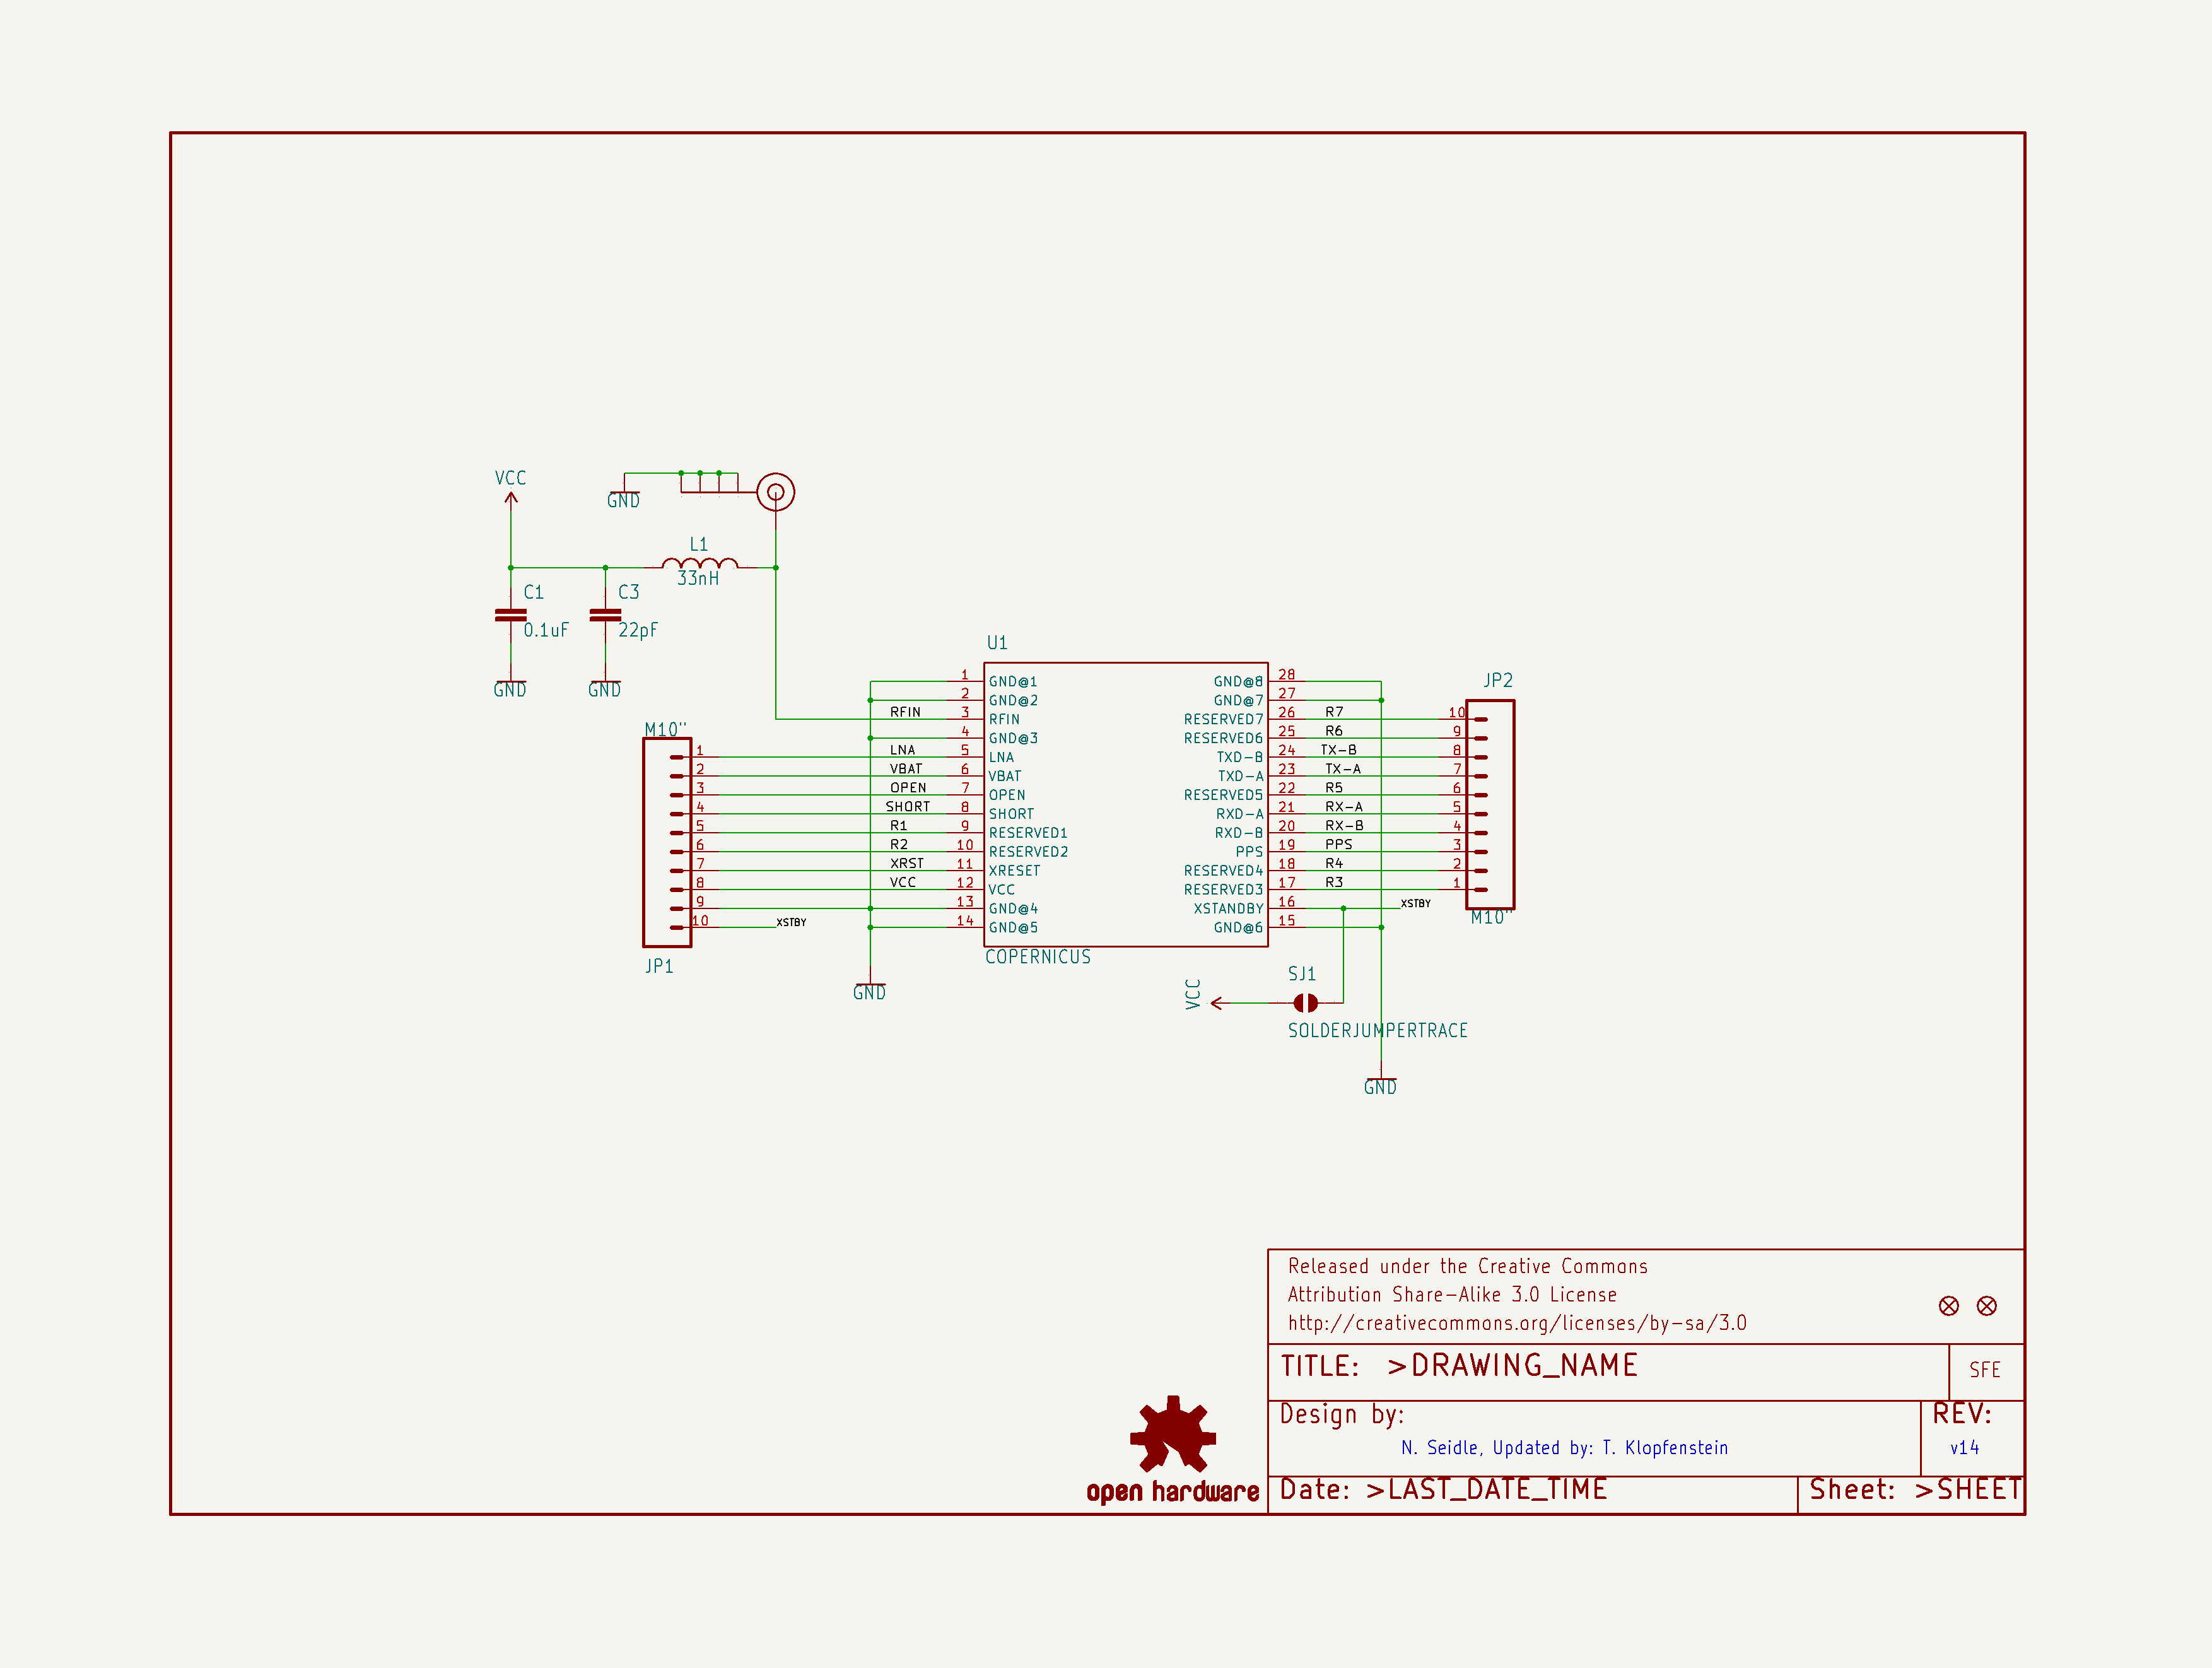 VCC
GND
L1
33nH
C1
0.1uF
C3
22pF
GND
GND
U1
1 GND@1
2 GND@2
RFIN 3 RFIN
4 GND@3
LNA 5 LNA
VBAT 6 VBAT
OPEN 7 OPEN
SHORT 8 SHORT
R1 9 RESERVED1
R2 10 RESERVED2
XRST 11 XRESET
VCC 12 VCC
13 GND@4
14 GND@5
COPERNICUS
GND@8 28
GND@7 27
RESERVED7 26 R7
RESERVED6 25 R6
TXD-B 24 TX-B
TXD-A 23 TX-A
RESERVED5 22 R5
RXD-A 21 RX-A
RXD-B 20 RX-B
PPS 19 PPS
RESERVED4 18 R4
RESERVED3 17 R3
XSTANDBY 16 XSTBY
GND@6 15
M10"
1
2
3
4
5
6
7
8
9
10 XSTBY
JP1
GND
JP2
10
9
8
7
6
5
4
3
2
1
M10"
VCC
SJ1
SOLDERJUMPERTRACE
GND
Released under the Creative Commons
Attribution Share-Alike 3.0 License
http://creativecommons.org/licenses/by-sa/3.0
TITLE: >DRAWING_NAME
SFE
Design by:
REV:
N. Seidle, Updated by: T. Klopfenstein
v14
Date: >LAST_DATE_TIME
Sheet: >SHEET
open hardware